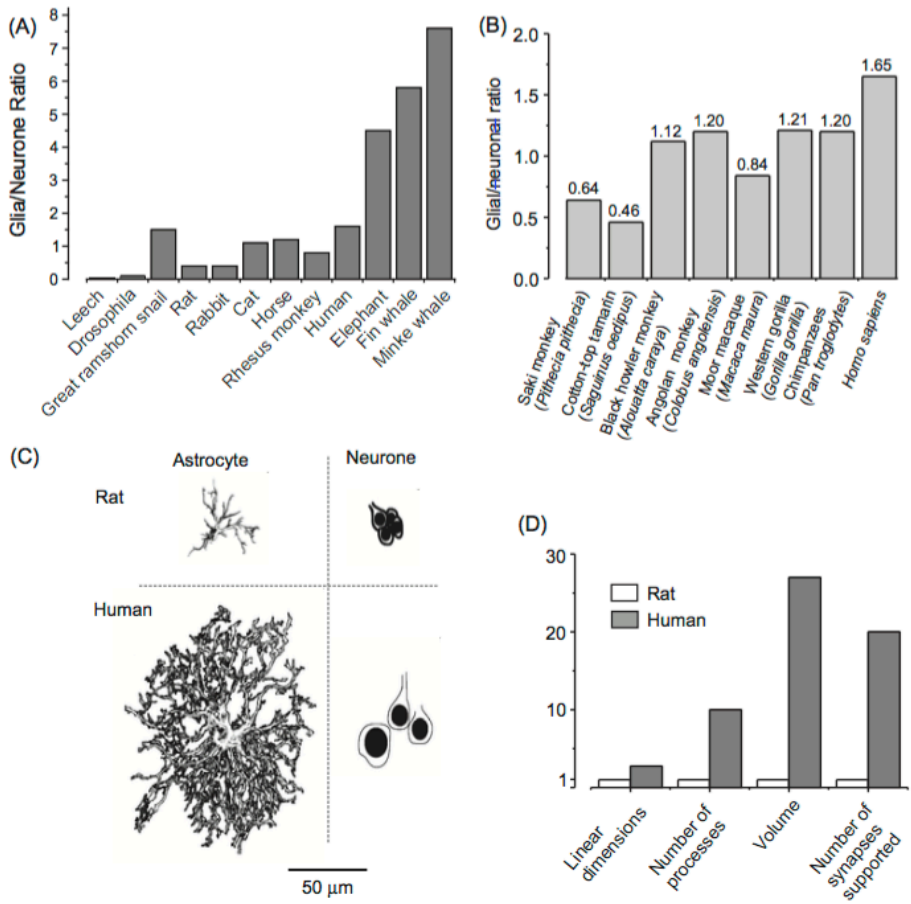 (A)
Glia/Neurone Ratio
8
7
6
5
4
3
2
1
0
Leech
Drosophila
Great ramshorn snail
Rat
Rabbit
Cat
Horse
Rhesus monkey
Human
Elephant
Fin whale
Minke whale
(B)
Glial/neuronal ratio
2.0
1.5
1.0
0.5
0.0
0.64
0.46
1.12
1.20
0.84
1.21
1.20
1.65
Saki monkey
(Pithecia pithecia)
Cotton-top tamarin
(Saguinus oedipus)
Black howler monkey
(Alouatta caraya)
Angolan monkey
(Colobus angolensis)
Moor macaque
(Macaca maura)
Western gorilla
(Gorilla gorilla)
Chimpanzees
(Pan troglodytes)
Homo sapiens
(C)
Astrocyte
Neurone
Rat
Human
50 μm
(D)
30
20
10
1
Rat
Human
Linear
dimensions
Number of
processes
Volume
Number of
synapses
supported